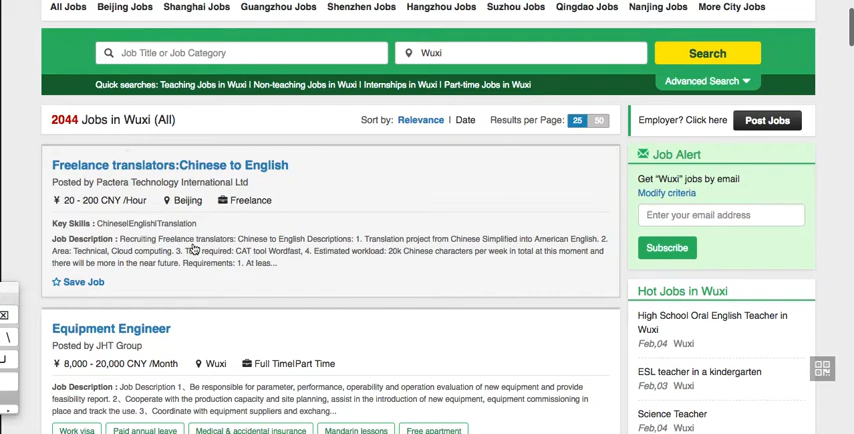 All Jobs Beijing Jobs Shanghai Jobs Guangzhou Jobs Shenzhen Jobs Hangzhou Jobs Suzhou Jobs Qingdao Jobs Nanjing Jobs More City Jobs
Job Title or Job Category
Wuxi
Search
Quick searches: Teaching Jobs in Wuxi | Non-teaching Jobs in Wuxi | Internships in Wuxi | Part-time Jobs in Wuxi
Advanced Search
2044 Jobs in Wuxi (All)
Sort by: Relevance | Date Results per Page: 25 50
Employer? Click here Post Jobs
Freelance translators:Chinese to English
Posted by Pactera Technology International Ltd
¥ 20 - 200 CNY /Hour Beijing Freelance
Key Skills : Chinese|English|Translation
Job Description : Recruiting Freelance translators: Chinese to English Descriptions: 1. Translation project from Chinese Simplified into American English. 2.
Area: Technical, Cloud computing. 3. required: CAT tool Wordfast, 4. Estimated workload: 20k Chinese characters per week in total at this moment and
there will be more in the near future. Requirements: 1. At leas...
Save Job
Equipment Engineer
Posted by JHT Group
¥ 8,000 - 20,000 CNY /Month Wuxi Full Time|Part Time
Job Description : Job Description 1、Be responsible for parameter, performance, operability and operation evaluation of new equipment and provide
feasibility report. 2、Cooperate with the production capacity and site planning, assist in the introduction of new equipment, equipment commissioning in
place and track the use. 3、Coordinate with equipment suppliers and exchang...
Work visa Paid annual leave Medical & accidental insurance Mandarin lessons Free apartment
Job Alert
Get "Wuxi" jobs by email
Modify criteria
Enter your email address
Subscribe
Hot Jobs in Wuxi
High School Oral English Teacher in
Wuxi
Feb,04 Wuxi
ESL teacher in a kindergarten
Feb,03 Wuxi
Science Teacher
Feb,04 Wuxi
\